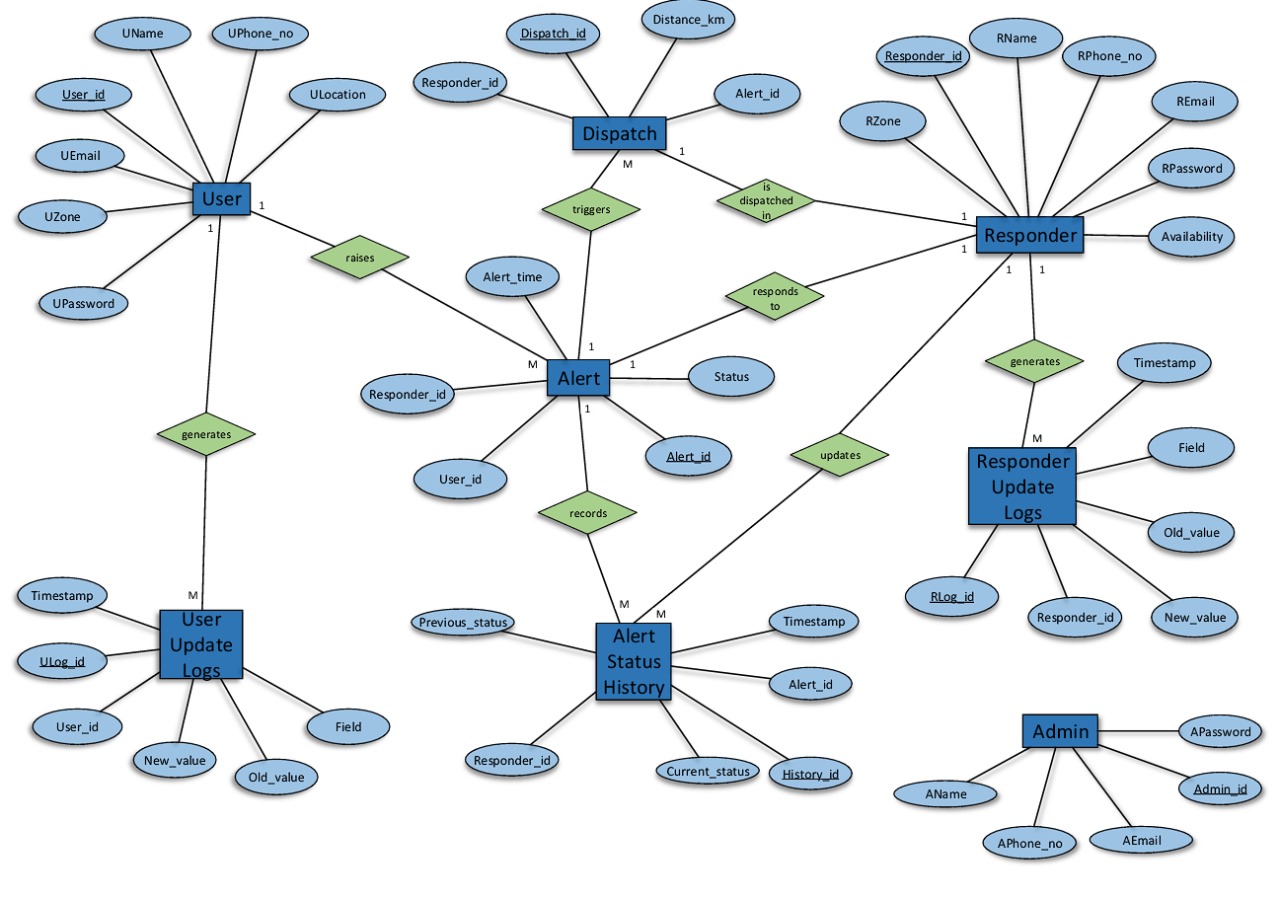 UName
UPhone_no
User_id
ULocation
UEmail
UZone
UPassword
User
1
1
raises
generates
M
Dispatch_id
Distance_km
Responder_id
Alert_id
Dispatch
M
1
triggers
is
dispatched
in
Responder_id
RName
RPhone_no
RZone
REmail
RPassword
Availability
Responder
1
1
1
1
responds
to
Alert_time
1
M
1
Alert
Status
Responder_id
1
User_id
Alert_id
records
updates
generates
Timestamp
M
Responder
Update
Logs
Field
Old_value
RLog_id
Responder_id
New_value
Timestamp
User
Update
Logs
ULog_id
User_id
New_value
Old_value
Field
M
M
Previous_status
Alert
Status
History
Timestamp
Alert_id
Responder_id
Current_status
History_id
Admin
APassword
Admin_id
AName
APhone_no
AEmail